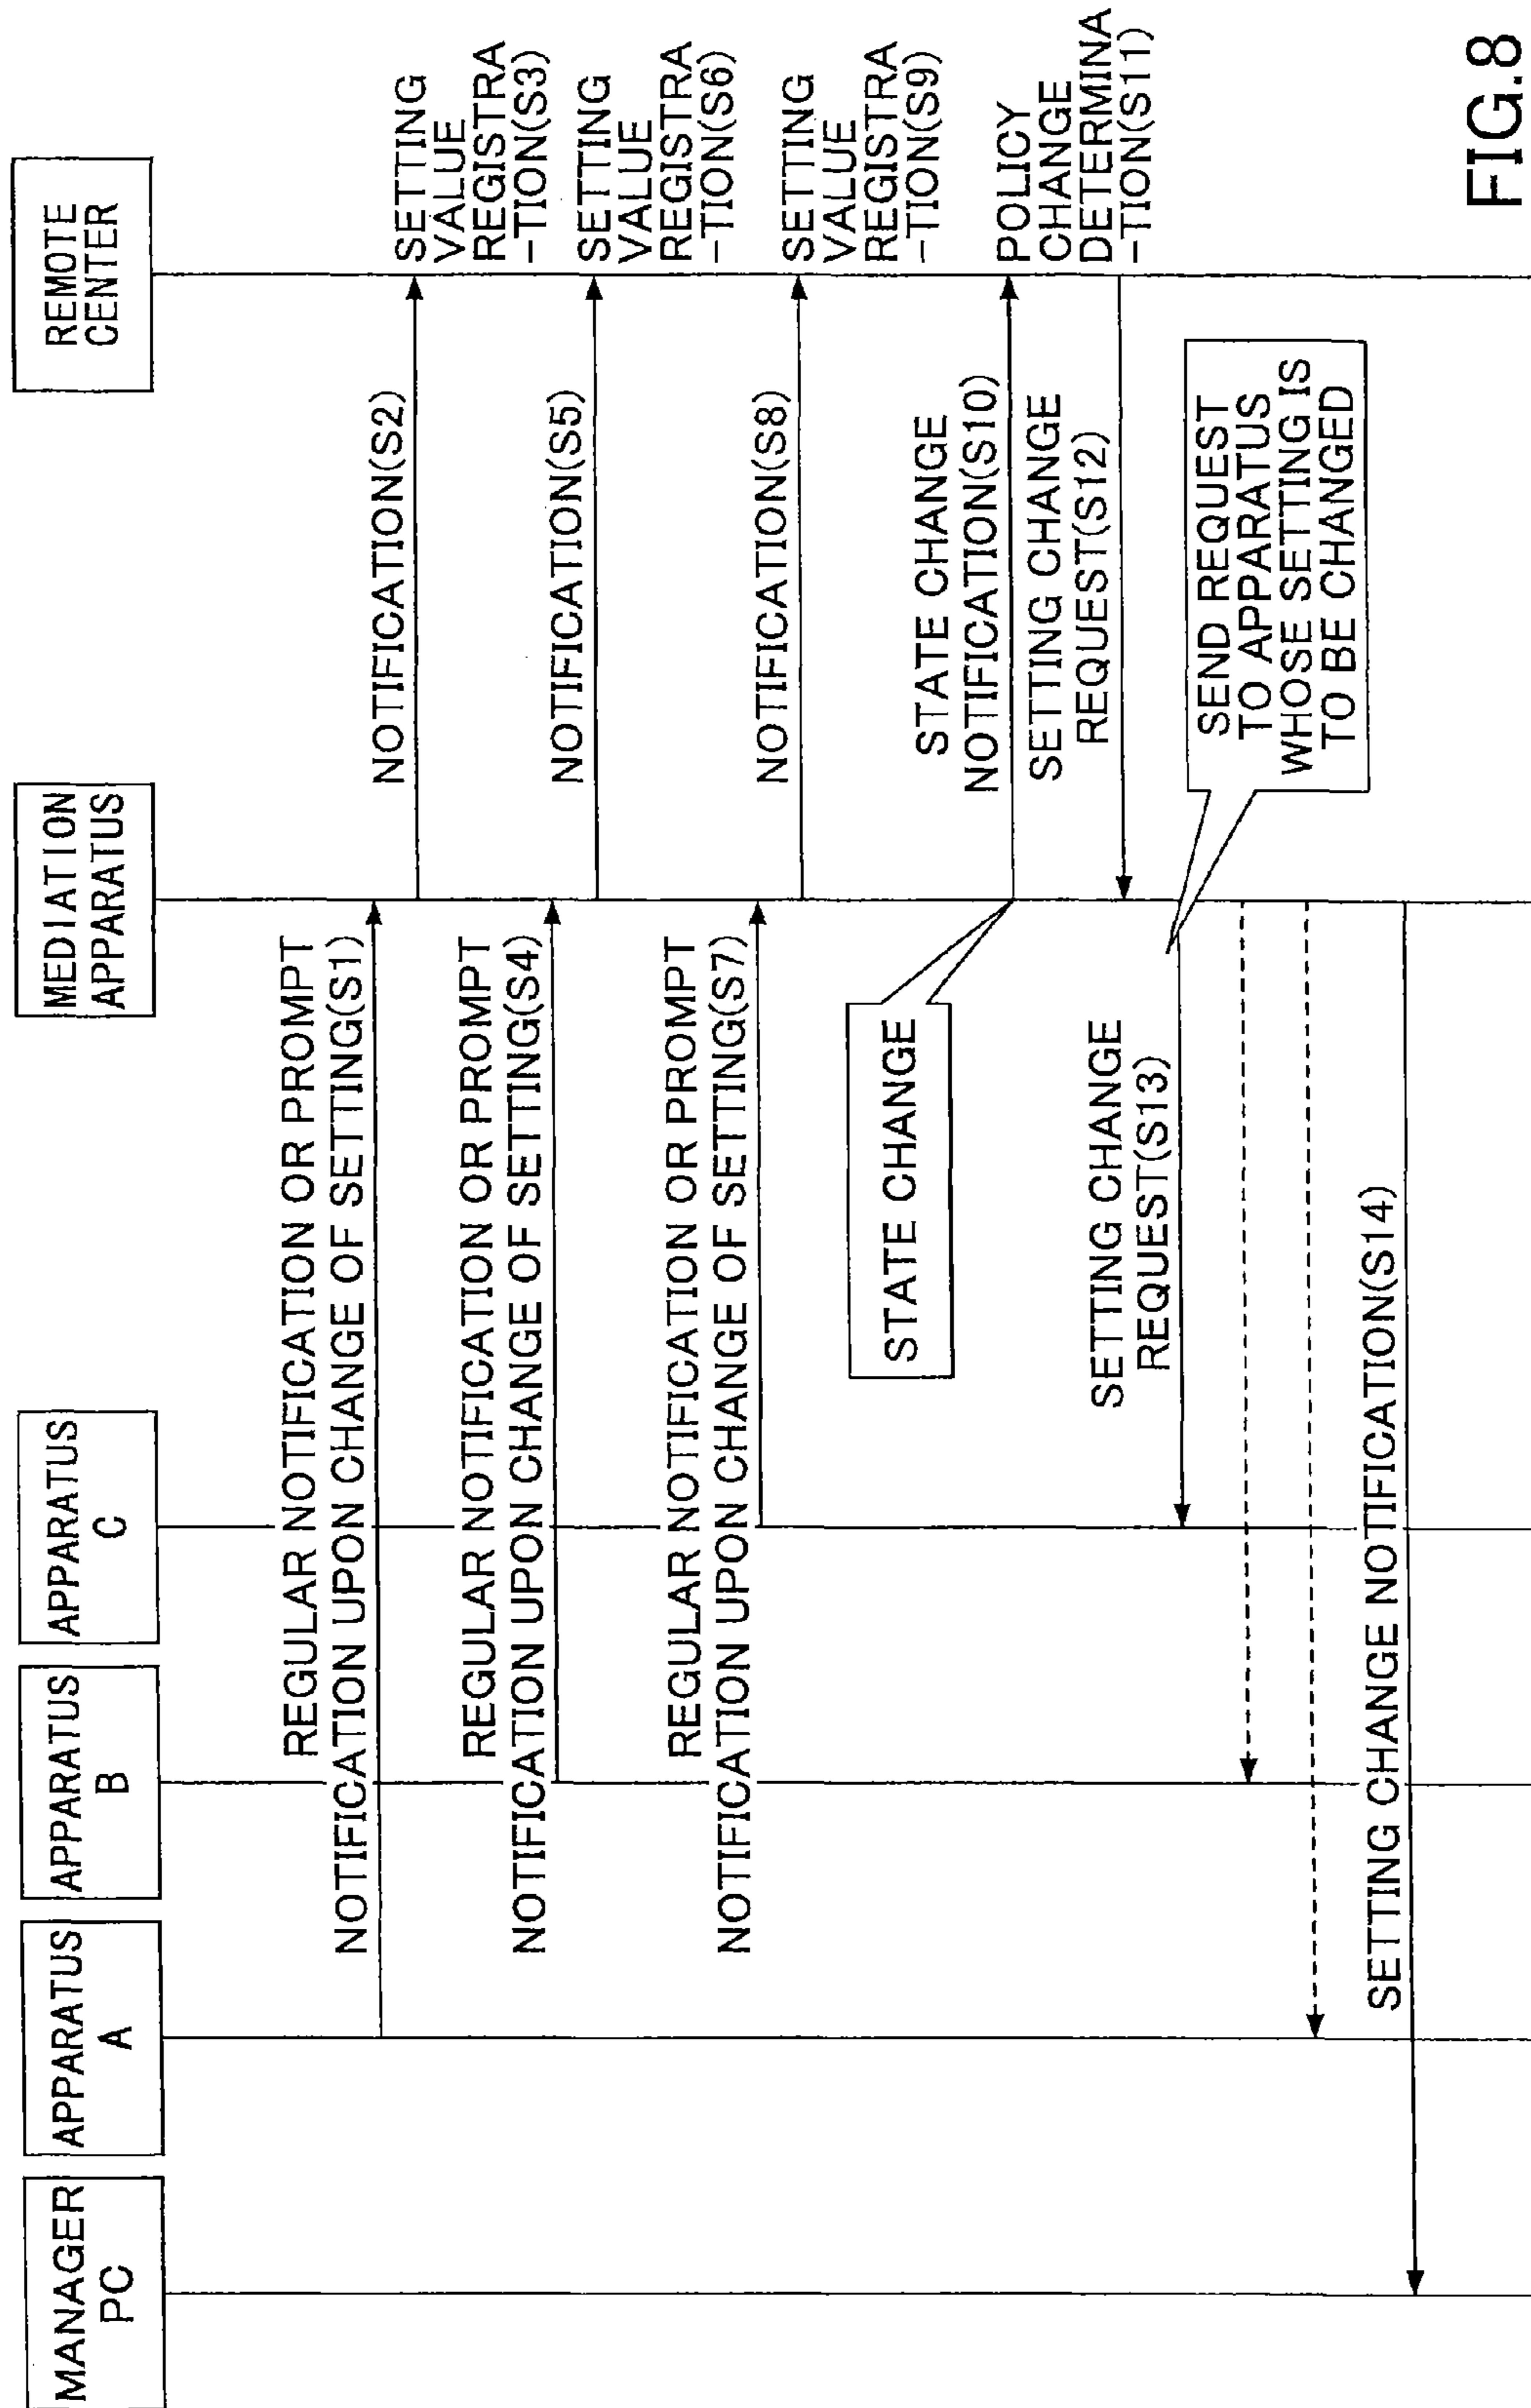 MANAGER
PC
APPARATUS
A
APPARATUS
B
APPARATUS
C
MEDIATION
APPARATUS
REMOTE
CENTER
REGULAR NOTIFICATION OR PROMPT
NOTIFICATION UPON CHANGE OF SETTING(S1)
NOTIFICATION(S2)
SETTING
VALUE
REGISTRA
-TION(S3)
REGULAR NOTIFICATION OR PROMPT
NOTIFICATION UPON CHANGE OF SETTING(S4)
NOTIFICATION(S5)
SETTING
VALUE
REGISTRA
-TION(S6)
REGULAR NOTIFICATION OR PROMPT
NOTIFICATION UPON CHANGE OF SETTING(S7)
NOTIFICATION(S8)
SETTING
VALUE
REGISTRA
-TION(S9)
STATE CHANGE
STATE CHANGE
NOTIFICATION(S10)
POLICY
CHANGE
DETERMINA
-TION(S11)
SETTING CHANGE
REQUEST(S12)
SETTING CHANGE
REQUEST(S13)
SEND REQUEST
TO APPARATUS
WHOSE SETTING IS
TO BE CHANGED
SETTING CHANGE NOTIFICATION(S14)
FIG.8